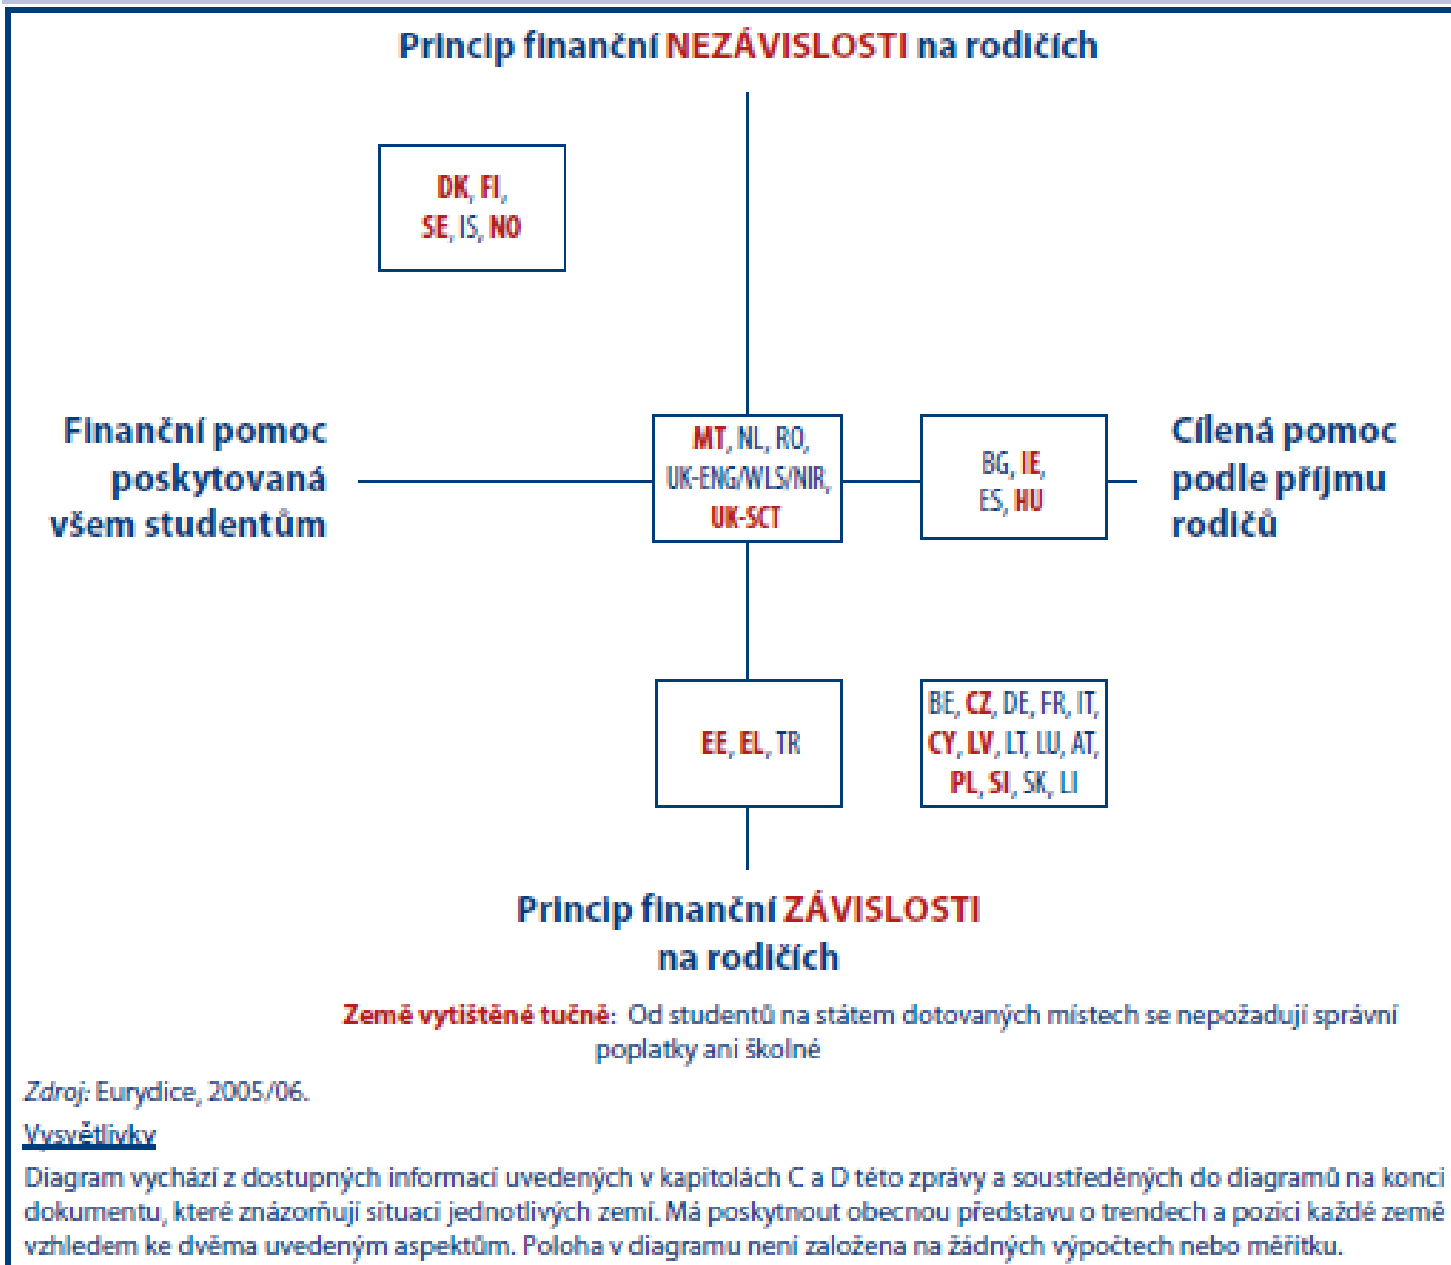 Princip finanční NEZÁVISLOSTI na rodičích
DK, FI,
SE, IS, NO
Finanční pomoc
poskytovaná
všem studentům
MT, NL, RO,
UK-ENG/WLS/NIR,
UK-SCT
BG, IE,
ES, HU
Cílená pomoc
podle příjmu
rodičů
EE, EL, TR
BE, CZ, DE, FR, IT,
CY, LV, LT, LU, AT,
PL, SI, SK, LI
Princip finanční ZÁVISLOSTI
na rodičích
Země vytištěné tučně: Od studentů na státem dotovaných místech se nepožadují správní
poplatky ani školné
Zdroj: Eurydice, 2005/06.
Vysvětlivky
Diagram vychází z dostupných informací uvedených v kapitolách C a D této zprávy a soustředěných do diagramů na konci
dokumentu, které znázorňují situaci jednotlivých zemí. Má poskytnout obecnou představu o trendech a pozici každé země
vzhledem ke dvěma uvedeným aspektům. Poloha v diagramu není založena na žádných výpočtech nebo měřítku.